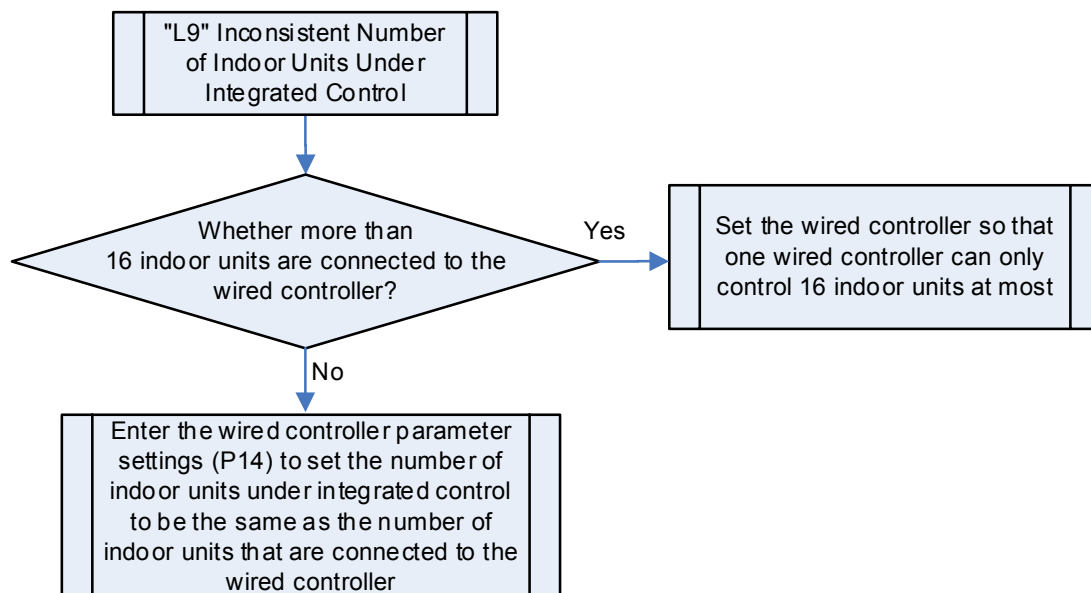 "L9" Inconsistent Number
of Indoor Units Under
Integrated Control
Whether more than
16 indoor units are connected to the
wired controller?
Yes
Set the wired controller so that
one wired controller can only
control 16 indoor units at most
No
Enter the wired controller parameter
settings (P14) to set the number of
indoor units under integrated control
to be the same as the number of
indoor units that are connected to the
wired controller